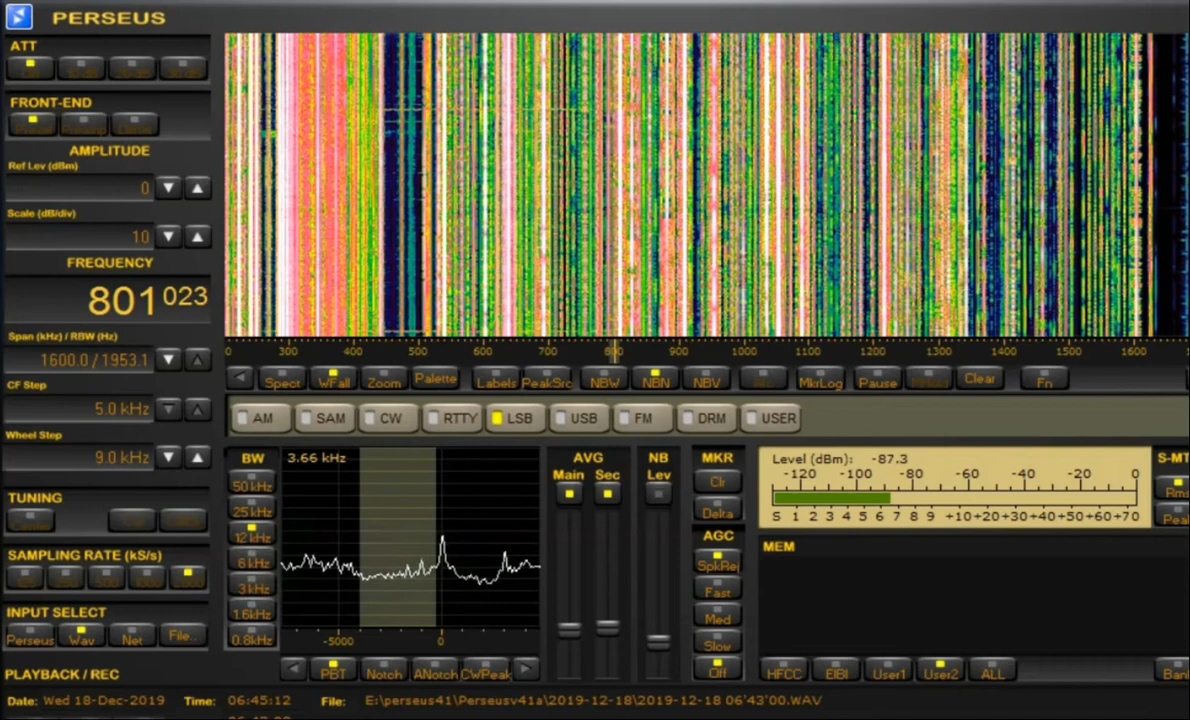 PERSEUS
ATT
FRONT-END
AMPLITUDE
Ref Lev (dBm)
0
Scale (dB/div)
10
FREQUENCY
801 023
Span (kHz) / RBW (Hz)
1600.0 / 1953.1
CF Step
5.0 kHz
Wheel Step
9.0 kHz
TUNING
SAMPLING RATE (kS/s)
INPUT SELECT
Perseus Wav Net File..
PLAYBACK / REC
0 300 400 500 600 700 800 900 1000 1100 1200 1300 1400 1500 1600
Spect WFall Zoom Palette Labels PeakSrc NBW NBN NBV MkrLog Pause Clear Fn
AM SAM CW RTTY LSB USB FM DRM USER
BW
50 kHz
25 kHz
12 kHz
6 kHz
3 kHz
1.6kHz
0.8kHz
3.66 kHz
-5000 0
PBT Notch ANotch CWPeak
AVG
Main Sec
NB
Lev
MKR
Clr
Delta
AGC
SpkRej
Fast
Med
Slow
Off
Level (dBm): -87.3
-120 -100 -80 -60 -40 -20 0
S 1 2 3 4 5 6 7 8 9 +10+20+30+40+50+60+70
S-MT
Rms
Peak
MEM
HFCC EIBI User1 User2 ALL Ban
Date: Wed 18-Dec-2019 Time: 06:45:12 File: E:\perseus41\Perseusv41a\2019-12-18\2019-12-18 06'43'00.WAV